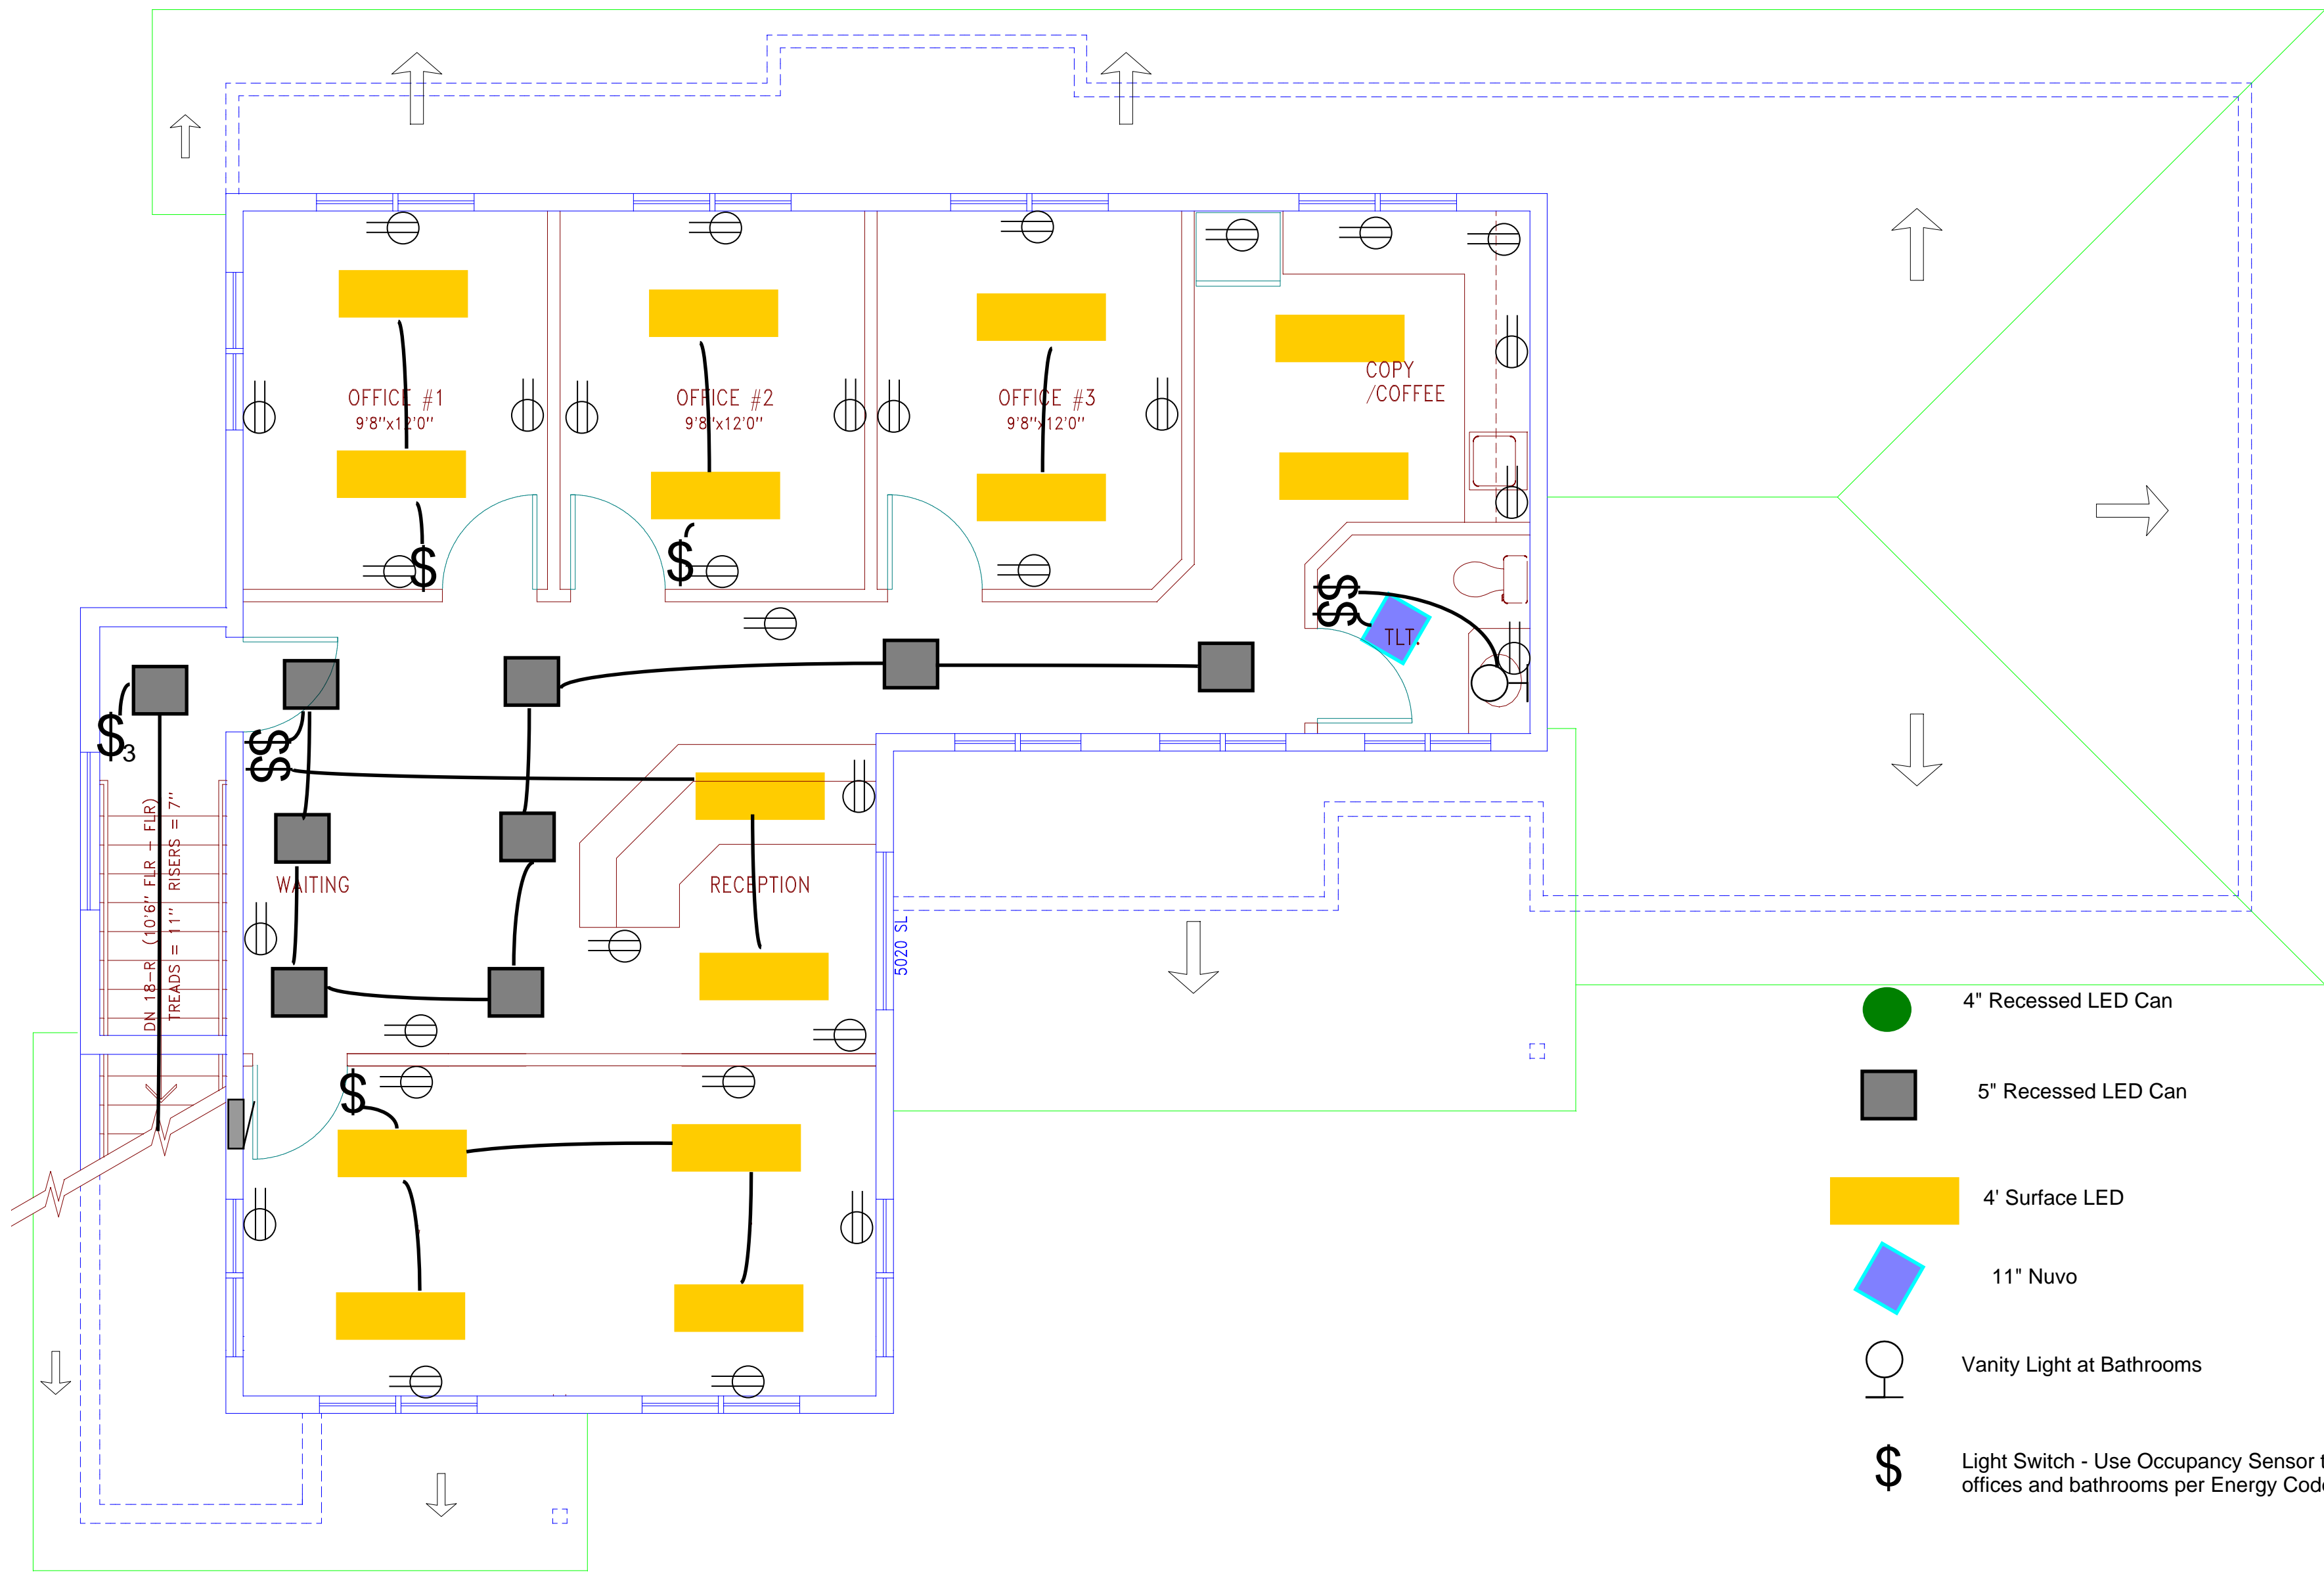 OFFICE #1
9'8"x12'0"
OFFICE #2
9'8"x12'0"
OFFICE #3
9'8"x12'0"
COPY
/COFFEE
$
$
$
$
TLT.
$3
$
$
DN 18-R (10'6" FLR - FLR)
TREADS = 11" RISERS = 7"
WAITING
RECEPTION
5020 SL
$
4" Recessed LED Can
5" Recessed LED Can
4' Surface LED
11" Nuvo
Vanity Light at Bathrooms
$
Light Switch - Use Occupancy Sensor t
offices and bathrooms per Energy Code